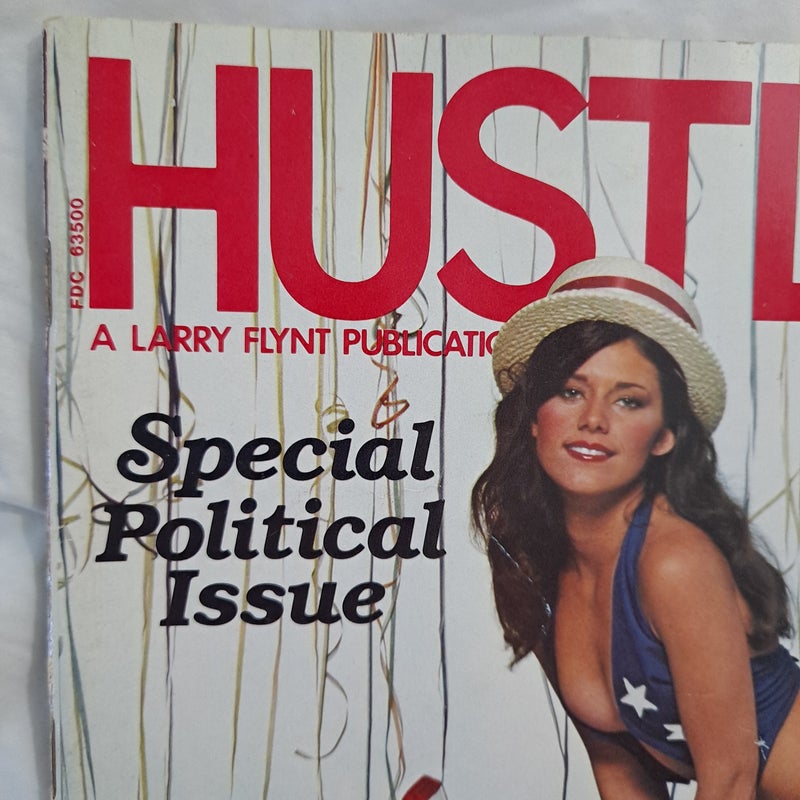 HUSTL
A LARRY FLYNT PUBLICATIO
FDC 63500
Special
Political
Issue